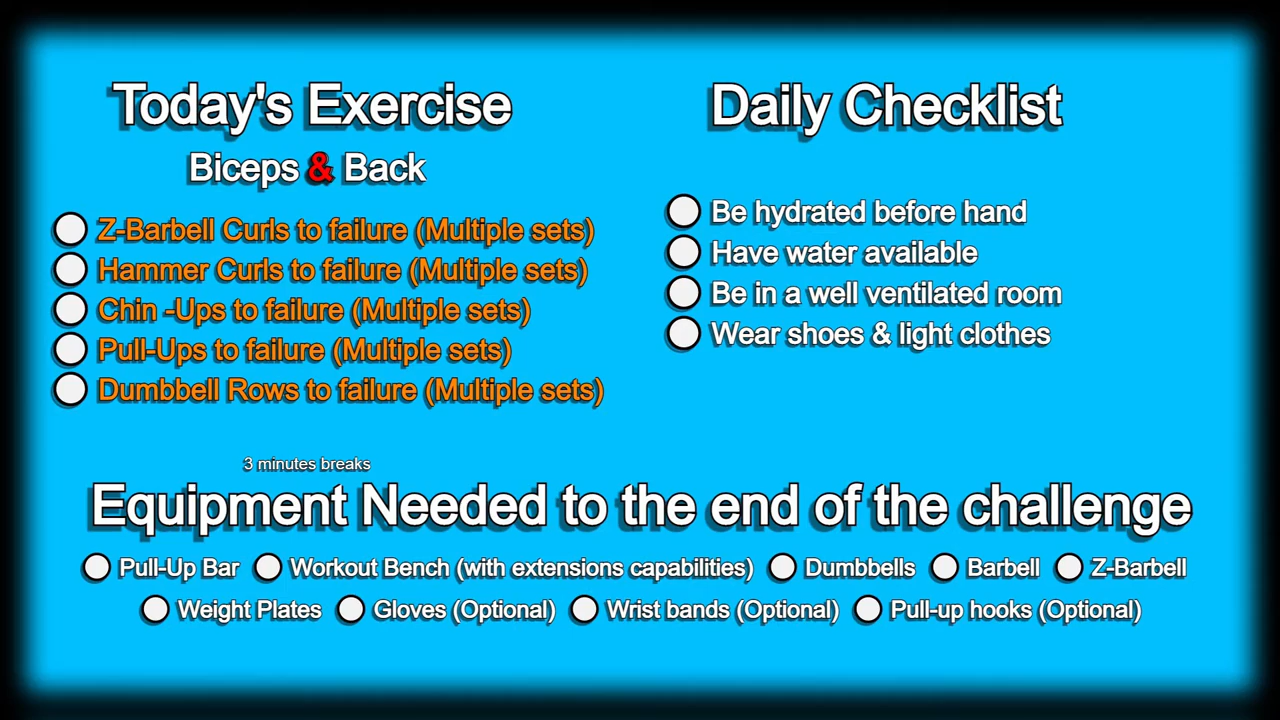 Today's Exercise
Biceps & Back
Z-Barbell Curls to failure (Multiple sets)
Hammer Curls to failure (Multiple sets)
Chin -Ups to failure (Multiple sets)
Pull-Ups to failure (Multiple sets)
Dumbbell Rows to failure (Multiple sets)
3 minutes breaks
Daily Checklist
Be hydrated before hand
Have water available
Be in a well ventilated room
Wear shoes & light clothes
Equipment Needed to the end of the challenge
Pull-Up Bar Workout Bench (with extensions capabilities) Dumbbells Barbell Z-Barbell
Weight Plates Gloves (Optional) Wrist bands (Optional) Pull-up hooks (Optional)